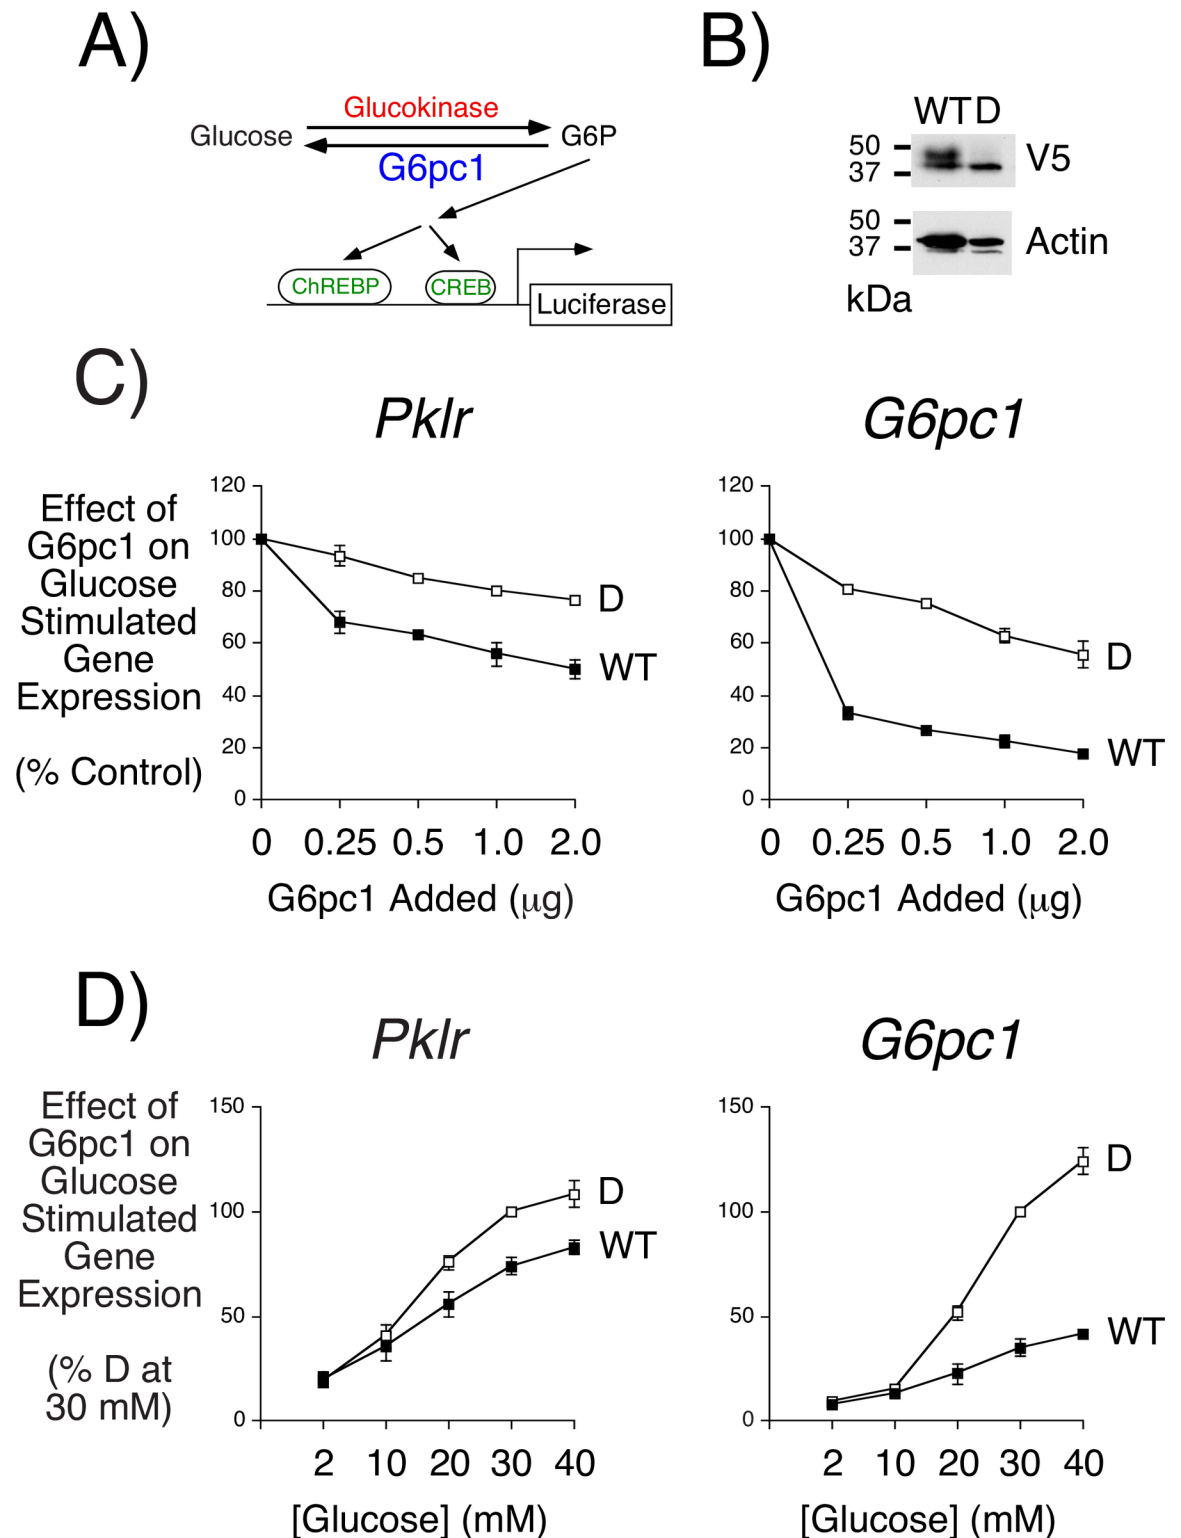 A)
Glucokinase
Glucose
G6P
G6pc1
ChREBP
CREB
Luciferase
B)
WT D
50
37
V5
50
37
Actin
kDa
C)
Pklr
Effect of
G6pc1 on
Glucose
Stimulated
Gene
Expression
(% Control)
120
100
80
60
40
20
0
D
WT
0 0.25 0.5 1.0 2.0
G6pc1 Added (μg)
G6pc1
120
100
80
60
40
20
0
D
WT
0 0.25 0.5 1.0 2.0
G6pc1 Added (μg)
D)
Pklr
Effect of
G6pc1 on
Glucose
Stimulated
Gene
Expression
(% D at
30 mM)
150
100
50
0
D
WT
2 10 20 30 40
[Glucose] (mM)
G6pc1
150
100
50
0
D
WT
2 10 20 30 40
[Glucose] (mM)